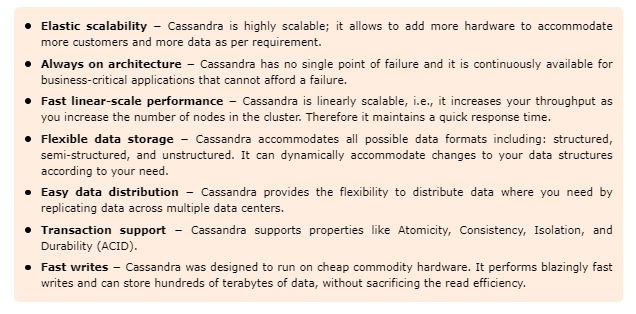 • Elastic scalability − Cassandra is highly scalable; it allows to add more hardware to accommodate
more customers and more data as per requirement.
• Always on architecture − Cassandra has no single point of failure and it is continuously available for
business-critical applications that cannot afford a failure.
• Fast linear-scale performance − Cassandra is linearly scalable, i.e., it increases your throughput as
you increase the number of nodes in the cluster. Therefore it maintains a quick response time.
• Flexible data storage − Cassandra accommodates all possible data formats including: structured,
semi-structured, and unstructured. It can dynamically accommodate changes to your data structures
according to your need.
• Easy data distribution − Cassandra provides the flexibility to distribute data where you need by
replicating data across multiple data centers.
• Transaction support − Cassandra supports properties like Atomicity, Consistency, Isolation, and
Durability (ACID).
• Fast writes − Cassandra was designed to run on cheap commodity hardware. It performs blazingly fast
writes and can store hundreds of terabytes of data, without sacrificing the read efficiency.